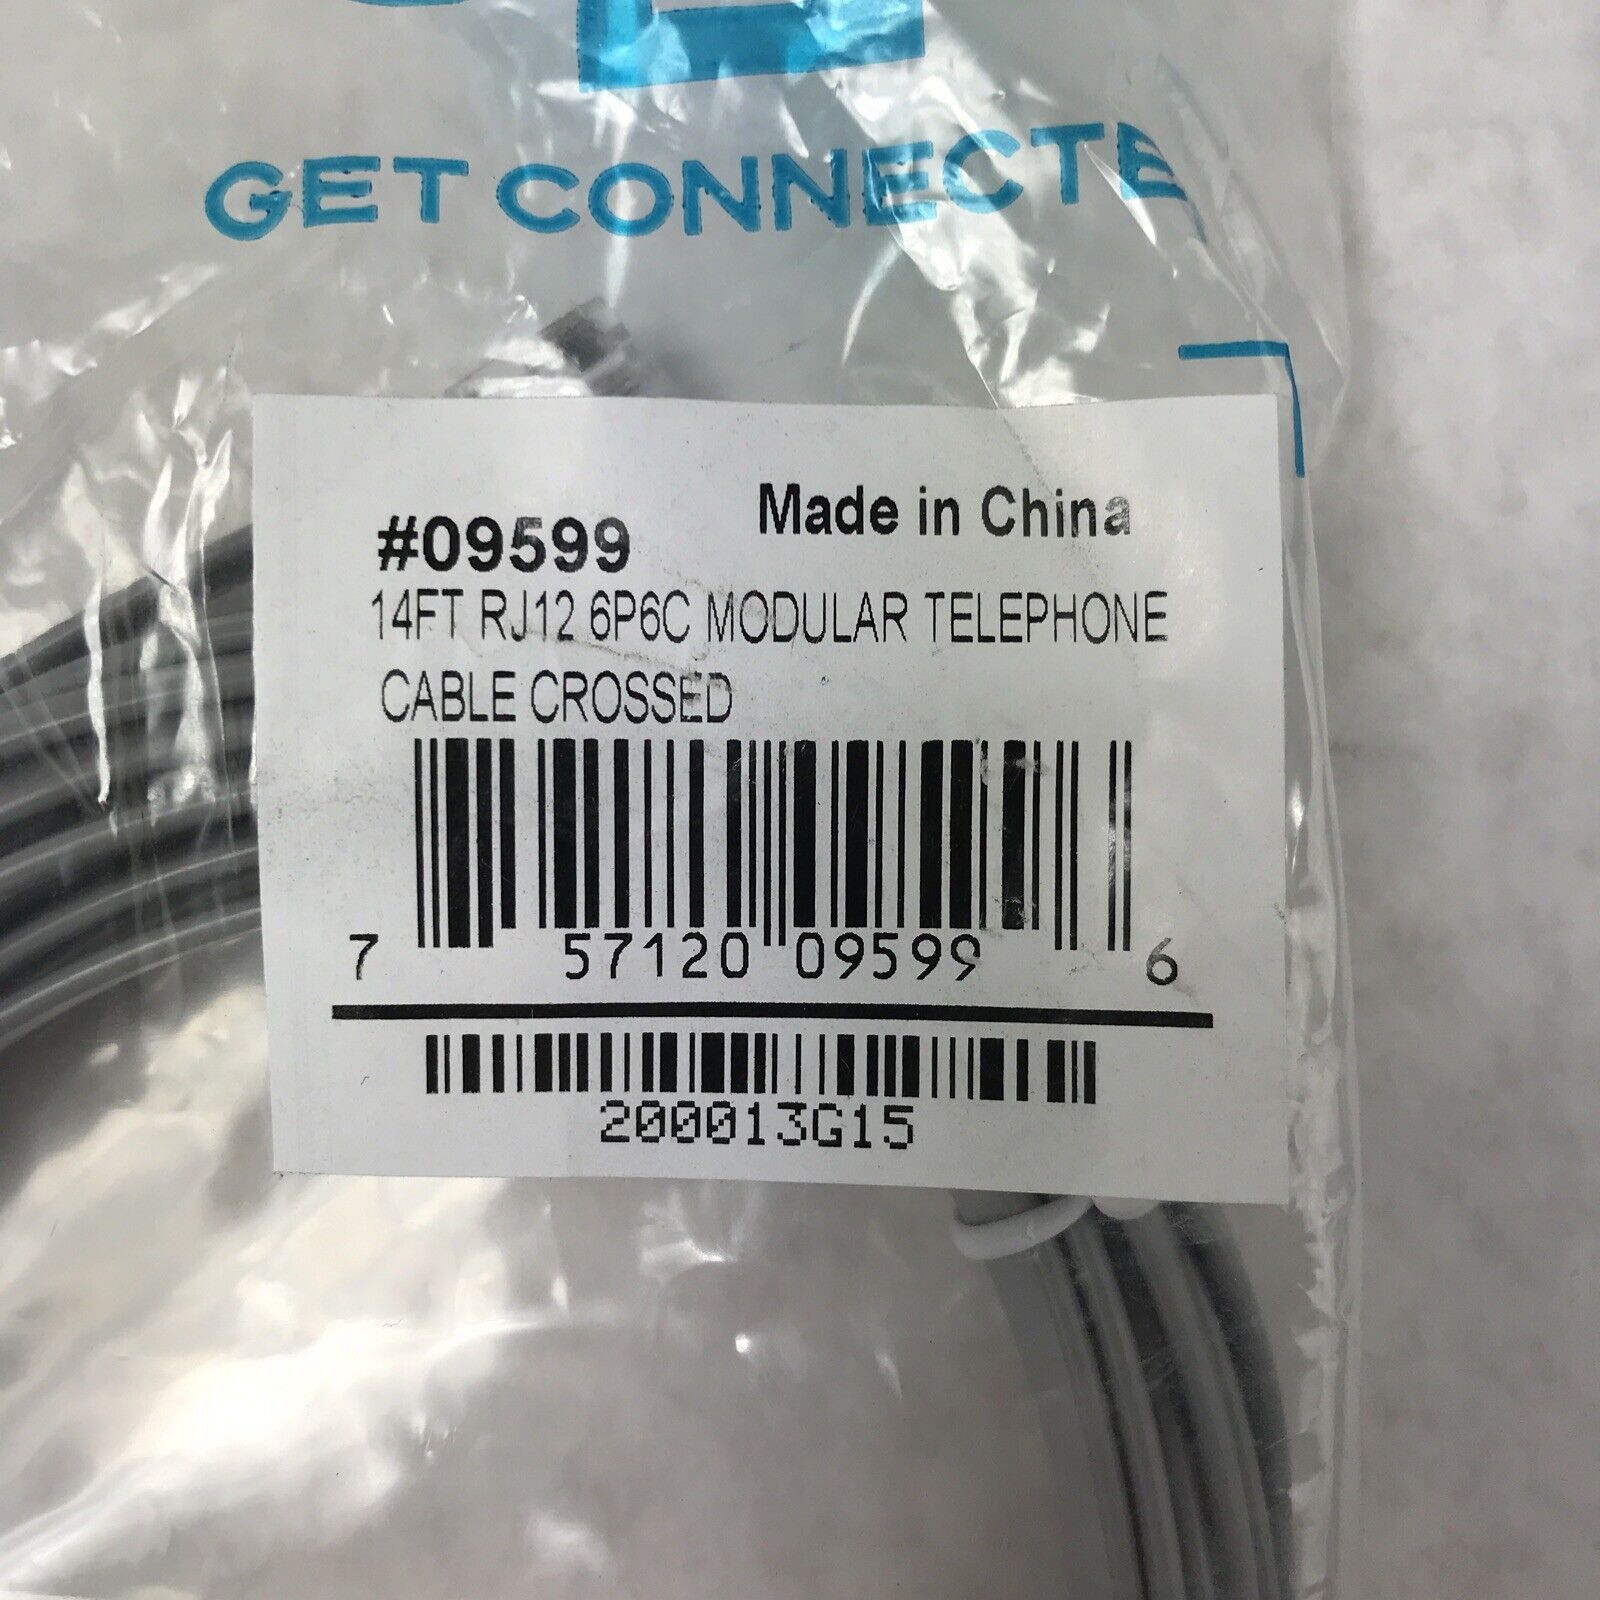 GET CONNECTE
#09599
Made in China
14FT RJ12 6P6C MODULAR TELEPHONE
CABLE CROSSED
7 57120 09599 6
200013G15